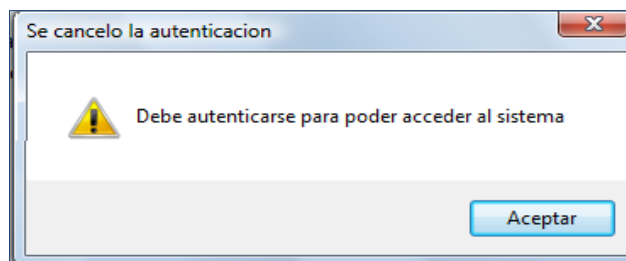 Se cancelo la autenticacion
Debe autenticarse para poder acceder al sistema
Aceptar